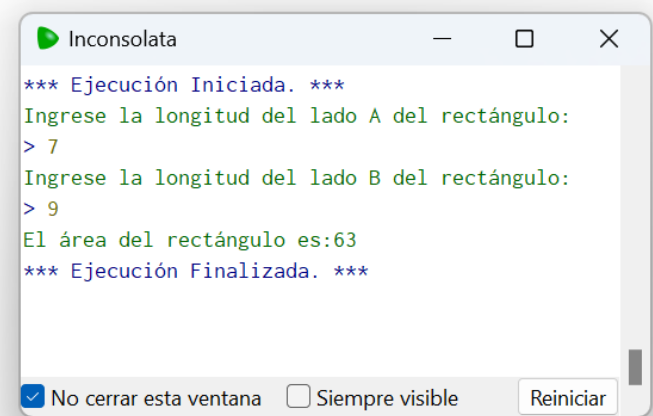 Inconsolata
*** Ejecución Iniciada. ***
Ingrese la longitud del lado A del rectángulo:
> 7
Ingrese la longitud del lado B del rectángulo:
> 9
El área del rectángulo es:63
*** Ejecución Finalizada. ***
No cerrar esta ventana Siempre visible Reiniciar